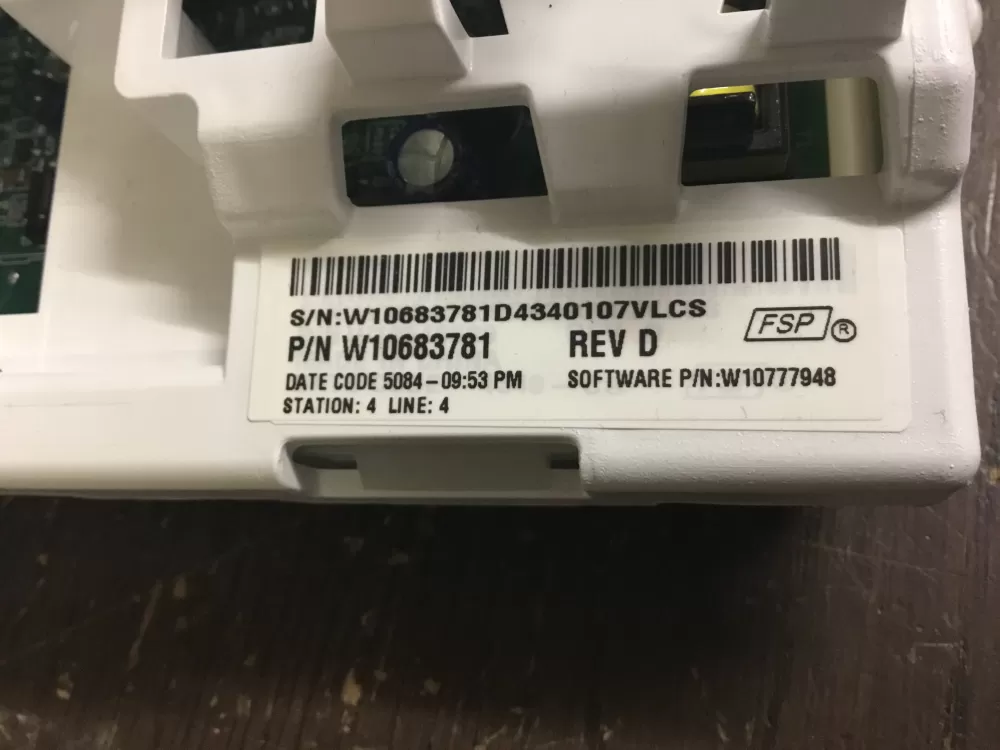 S/N:W10683781D4340107VLCS
FSP ®
P/N W10683781 REV D
DATE CODE 5084-09:53 PM SOFTWARE P/N:W10777948
STATION: 4 LINE: 4